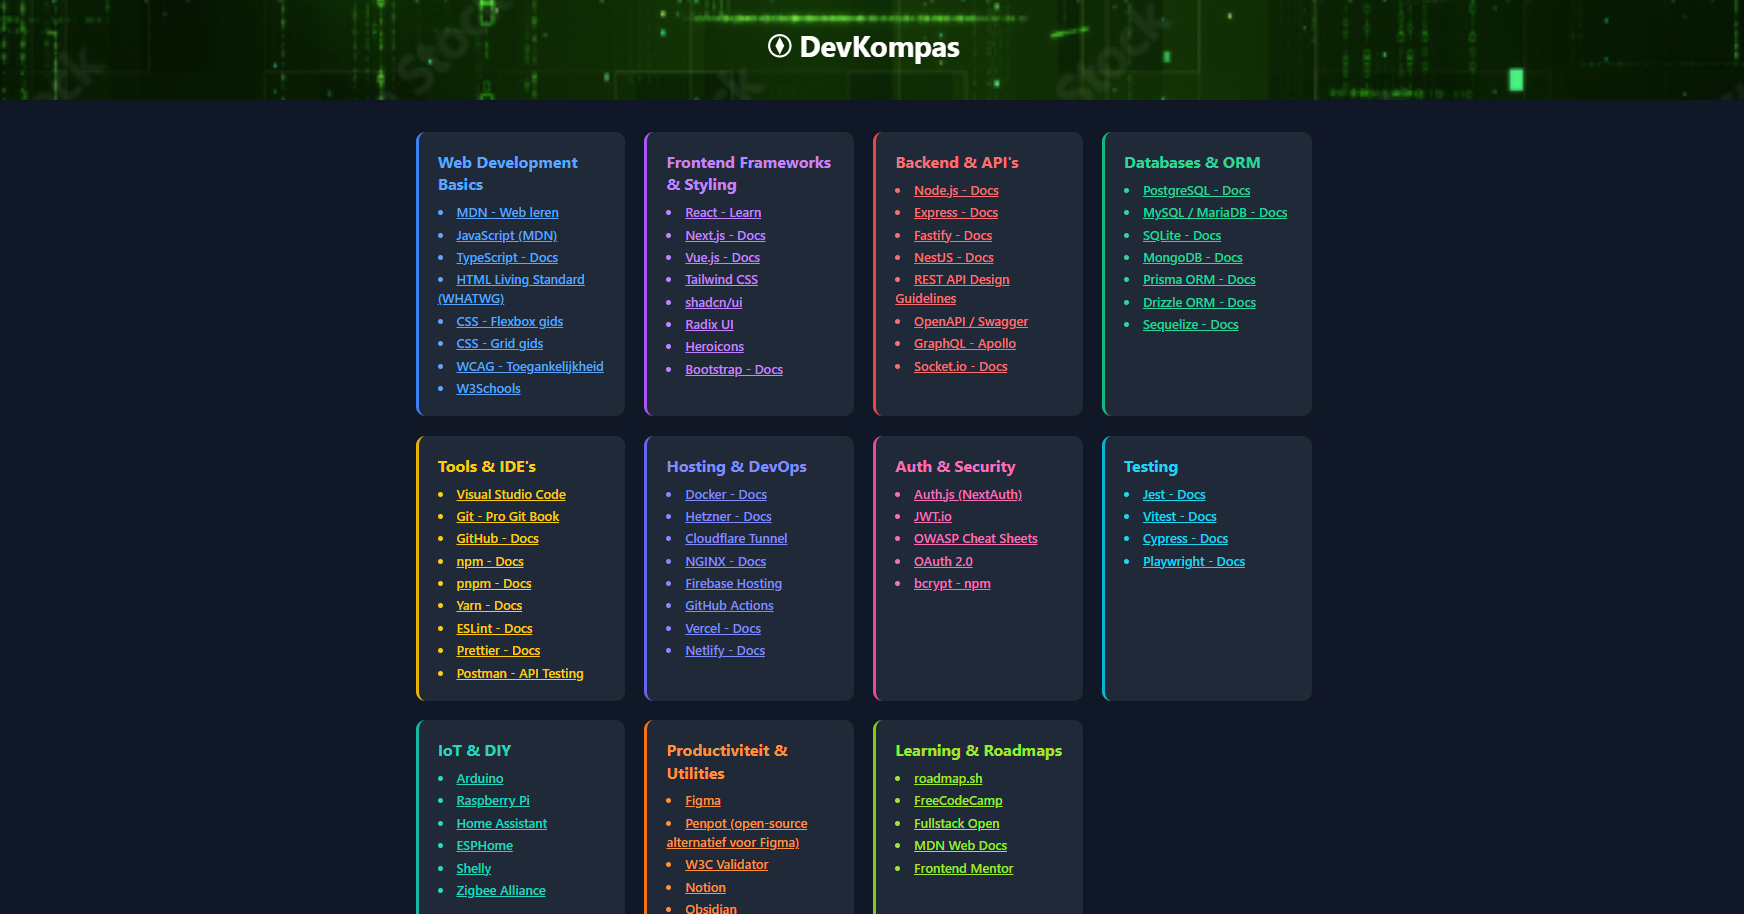 Stock
Stock
DevKompas
Web Development
Basics
MDN - Web leren
JavaScript (MDN)
TypeScript - Docs
HTML Living Standard
(WHATWG)
CSS - Flexbox gids
CSS - Grid gids
WCAG - Toegankelijkheid
W3Schools
Frontend Frameworks
& Styling
React - Learn
Next.js - Docs
Vue.js - Docs
Tailwind CSS
shadcn/ui
Radix UI
Heroicons
Bootstrap - Docs
Backend & API's
Node.js - Docs
Express - Docs
Fastify - Docs
NestJS - Docs
REST API Design
Guidelines
OpenAPI / Swagger
GraphQL - Apollo
Socket.io - Docs
Databases & ORM
PostgreSQL - Docs
MySQL / MariaDB - Docs
SQLite - Docs
MongoDB - Docs
Prisma ORM - Docs
Drizzle ORM - Docs
Sequelize - Docs
Tools & IDE's
Visual Studio Code
Git - Pro Git Book
GitHub - Docs
npm - Docs
pnpm - Docs
Yarn - Docs
ESLint - Docs
Prettier - Docs
Postman - API Testing
Hosting & DevOps
Docker - Docs
Hetzner - Docs
Cloudflare Tunnel
NGINX - Docs
Firebase Hosting
GitHub Actions
Vercel - Docs
Netlify - Docs
Auth & Security
Auth.js (NextAuth)
JWT.io
OWASP Cheat Sheets
OAuth 2.0
bcrypt - npm
Testing
Jest - Docs
Vitest - Docs
Cypress - Docs
Playwright - Docs
IoT & DIY
Arduino
Raspberry Pi
Home Assistant
ESPHome
Shelly
Zigbee Alliance
Productiviteit &
Utilities
Figma
Penpot (open-source
alternatief voor Figma)
W3C Validator
Notion
Obsidian
Learning & Roadmaps
roadmap.sh
FreeCodeCamp
Fullstack Open
MDN Web Docs
Frontend Mentor